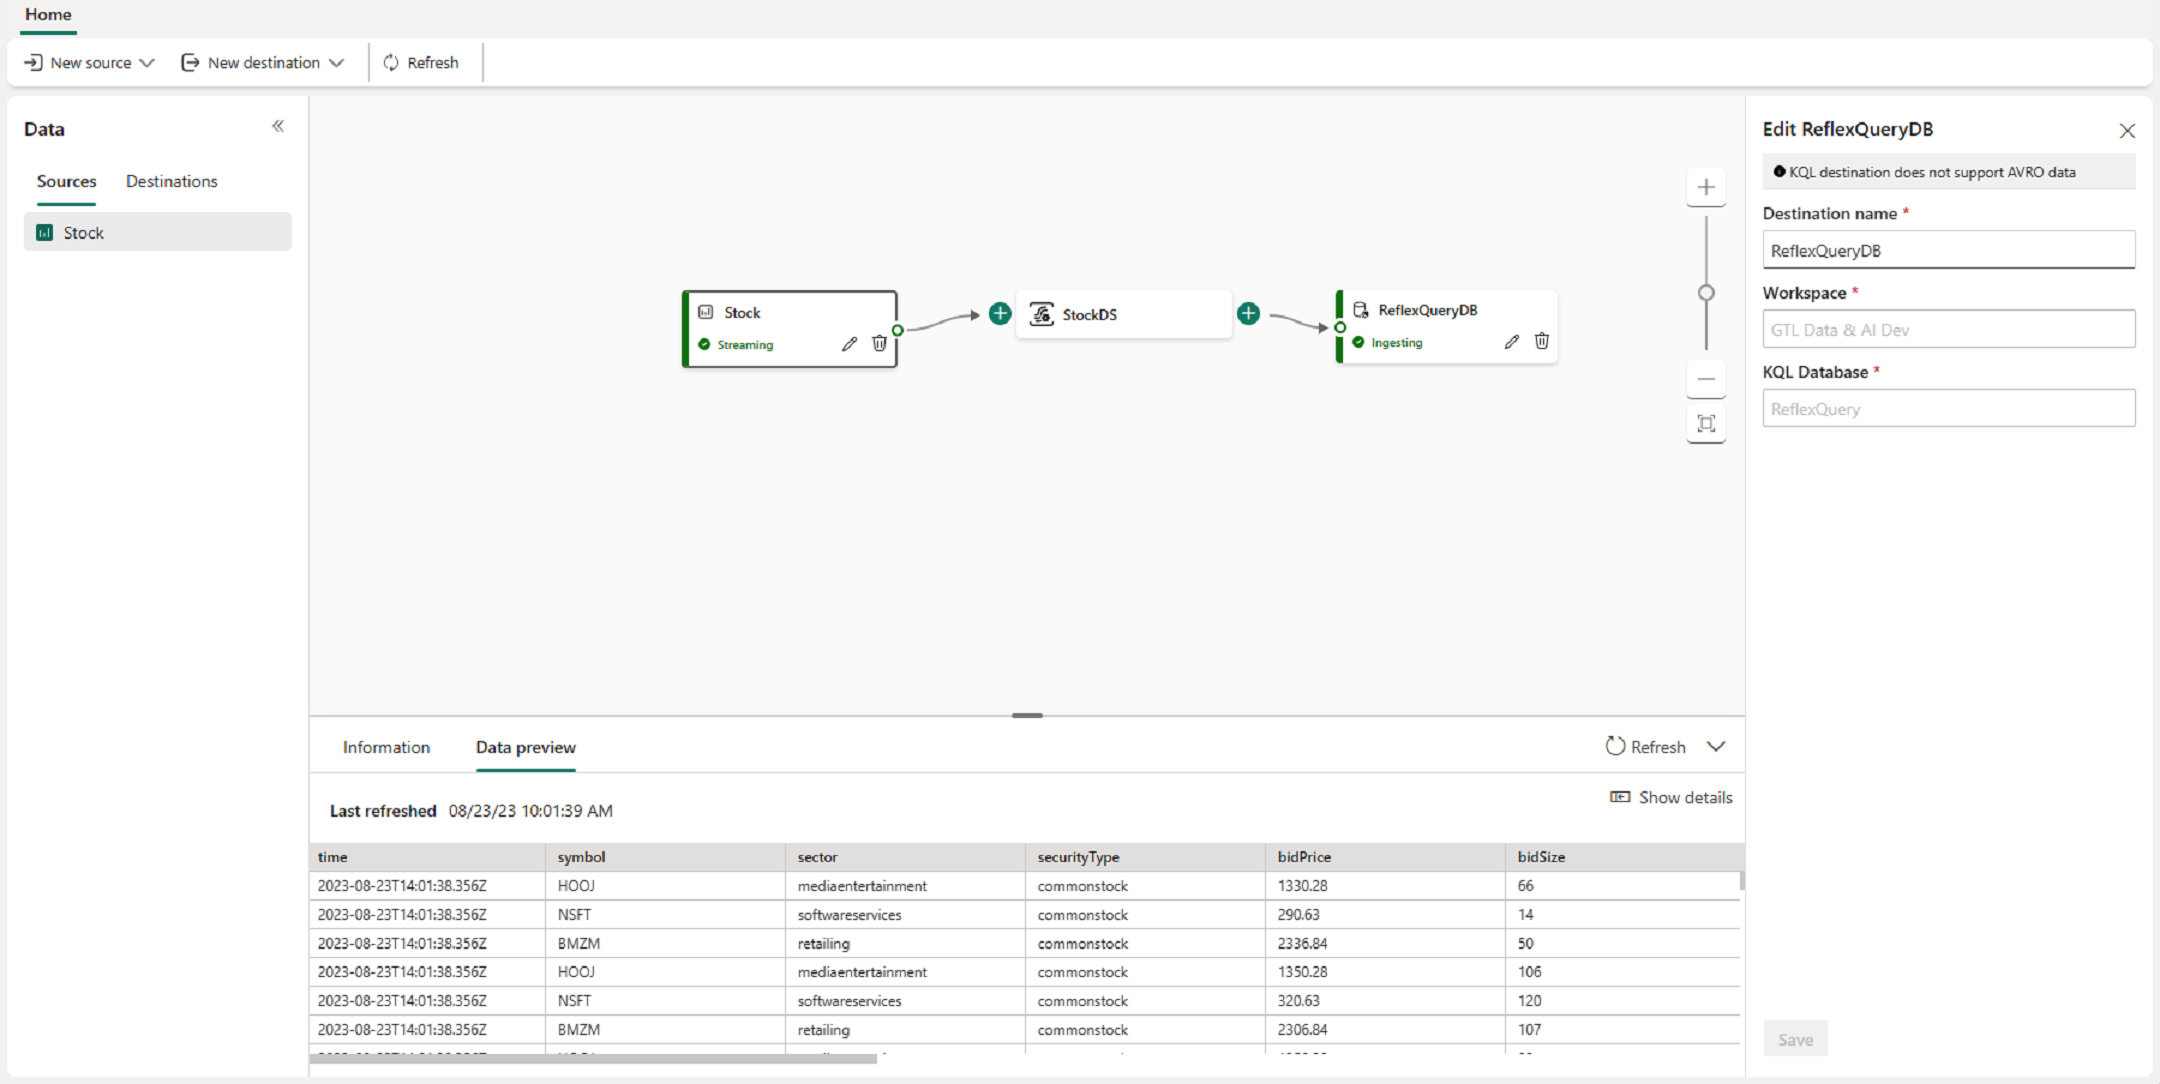 Home
New source
New destination
Refresh
Data
Sources
Destinations
Stock
Stock
Streaming
StockDS
ReflexQueryDB
Ingesting
Information
Data preview
Refresh
Last refreshed 08/23/23 10:01:39 AM
Show details
time symbol sector securityType bidPrice bidSize
2023-08-23T14:01:38.356Z HOOJ mediaentertainment commonstock 1330.28 66
2023-08-23T14:01:38.356Z NSFT softwareservices commonstock 290.63 14
2023-08-23T14:01:38.356Z BMZM retailing commonstock 2336.84 50
2023-08-23T14:01:38.356Z HOOJ mediaentertainment commonstock 1350.28 106
2023-08-23T14:01:38.356Z NSFT softwareservices commonstock 320.63 120
2023-08-23T14:01:38.356Z BMZM retailing commonstock 2306.84 107
Edit ReflexQueryDB
KQL destination does not support AVRO data
Destination name *
ReflexQueryDB
Workspace *
GTL Data & AI Dev
KQL Database *
ReflexQuery
Save